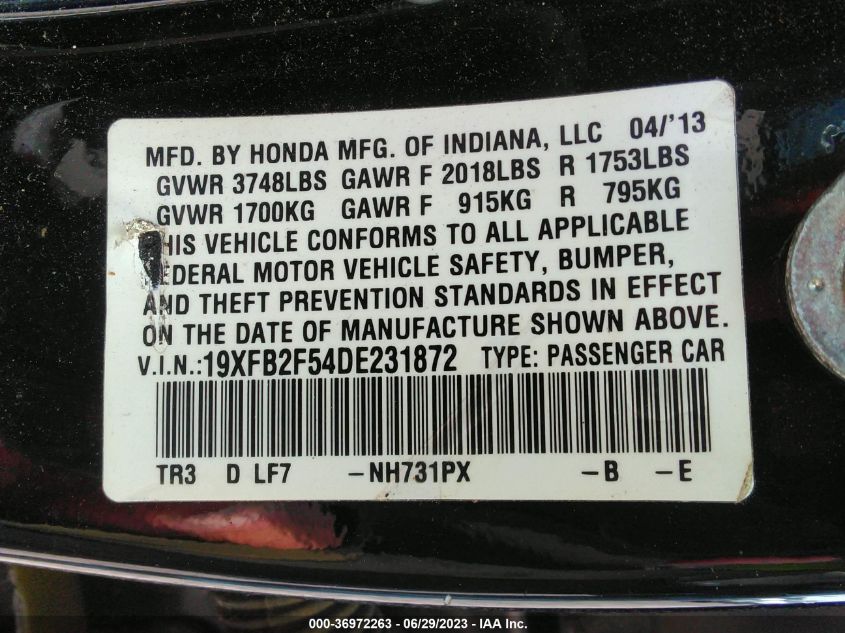 MFD. BY HONDA MFG. OF INDIANA, LLC 04/'13
GVWR 3748LBS GAWR F 2018LBS R 1753LBS
GVWR 1700KG GAWR F 915KG R 795KG
THIS VEHICLE CONFORMS TO ALL APPLICABLE
FEDERAL MOTOR VEHICLE SAFETY, BUMPER,
AND THEFT PREVENTION STANDARDS IN EFFECT
ON THE DATE OF MANUFACTURE SHOWN ABOVE.
V.I.N.:19XFB2F54DE231872 TYPE: PASSENGER CAR
TR3 D LF7 -NH731PX -B -E
000-36972263 - 06/29/2023 - IAA Inc.